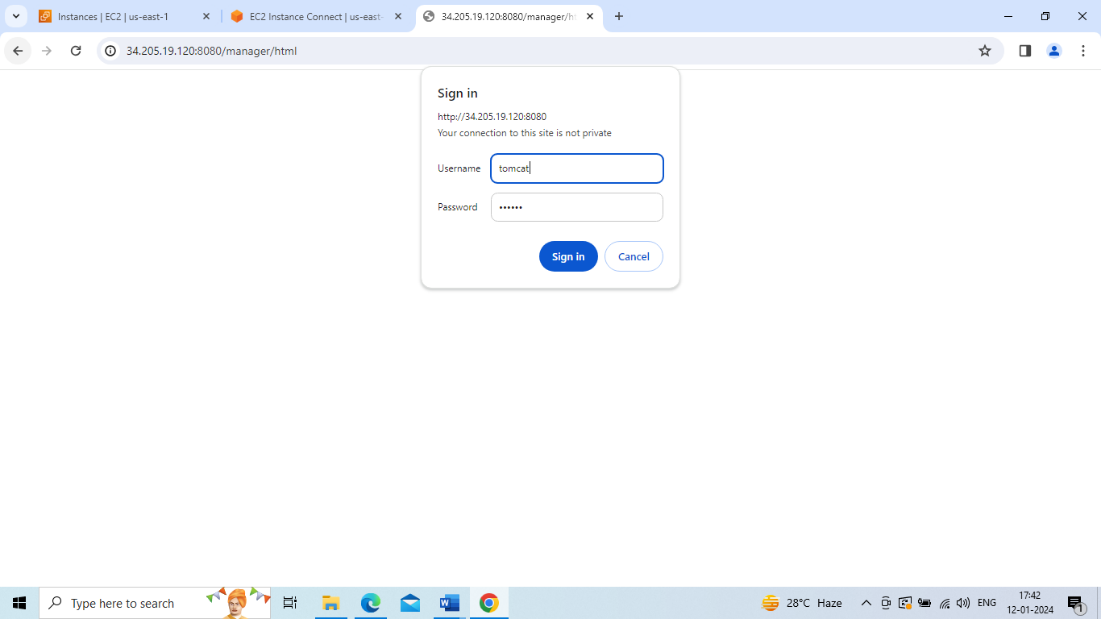 Instances | EC2 | us-east-1
EC2 Instance Connect | us-east-
34.205.19.120:8080/manager/ht
34.205.19.120:8080/manager/html
Sign in
http://34.205.19.120:8080
Your connection to this site is not private
Username tomcat
Password ••••••
Sign in Cancel
Type here to search
28°C Haze
ENG
17:42
12-01-2024
1